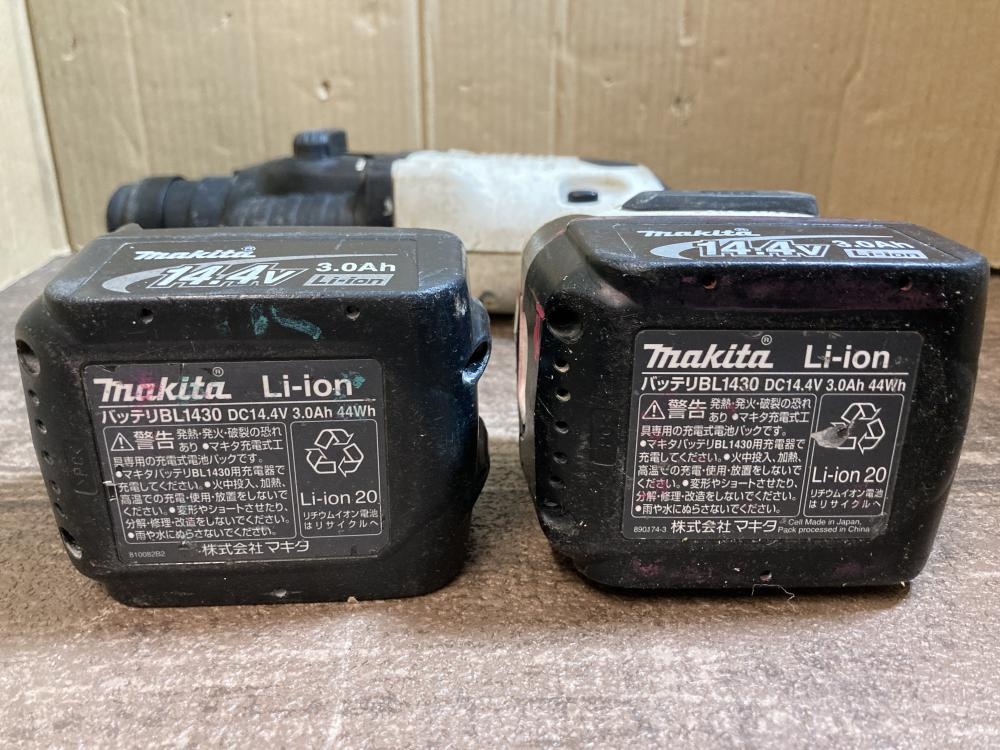 makita
14.4V 3.0Ah
Li-ion
makita® Li-ion
バッテリBL1430 DC14.4V 3.0Ah 44Wh
警告 発熱・発火・破裂の恐れ
あり ●マキタ充電式工
具専用の充電式電池パックです。
●マキタバッテリBL1430用充電器で
充電してください。●火中投入、加熱、
高温での充電・使用・放置をしないで
ください。●変形やショートさせたり、
分解・修理・改造をしないでください。
●雨や水にぬらさないでください。
Li-ion 20
リチウムイオン電池
はリサイクルへ
810082B2 株式会社マキタ
makita
14.4V 3.0Ah
Li-ion
makita® Li-ion
バッテリBL1430 DC14.4V 3.0Ah 44Wh
警告 発熱・発火・破裂の恐れ
あり ●マキタ充電式工
具専用の充電式電池パックです。
●マキタバッテリBL1430用充電器で
充電してください。●火中投入、加熱、
高温での充電・使用・放置をしないで
ください。●変形やショートさせたり、
分解・修理・改造をしないでください。
●雨や水にぬらさないでください。
Li-ion 20
リチウムイオン電池
はリサイクルへ
890J74-3 株式会社マキタ
Cell Made in Japan,
Pack processed in China